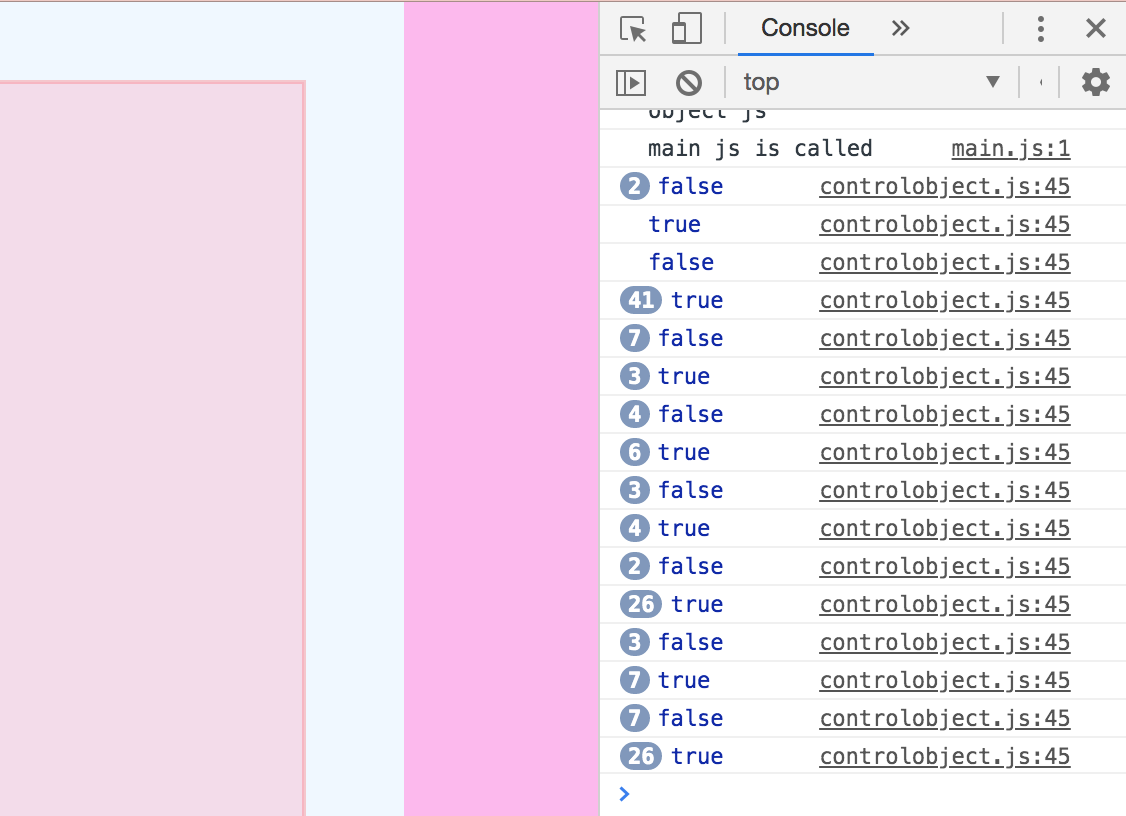 Console
top
object js
main js is called main.js:1
2 false controlobject.js:45
true controlobject.js:45
false controlobject.js:45
41 true controlobject.js:45
7 false controlobject.js:45
3 true controlobject.js:45
4 false controlobject.js:45
6 true controlobject.js:45
3 false controlobject.js:45
4 true controlobject.js:45
2 false controlobject.js:45
26 true controlobject.js:45
3 false controlobject.js:45
7 true controlobject.js:45
7 false controlobject.js:45
26 true controlobject.js:45